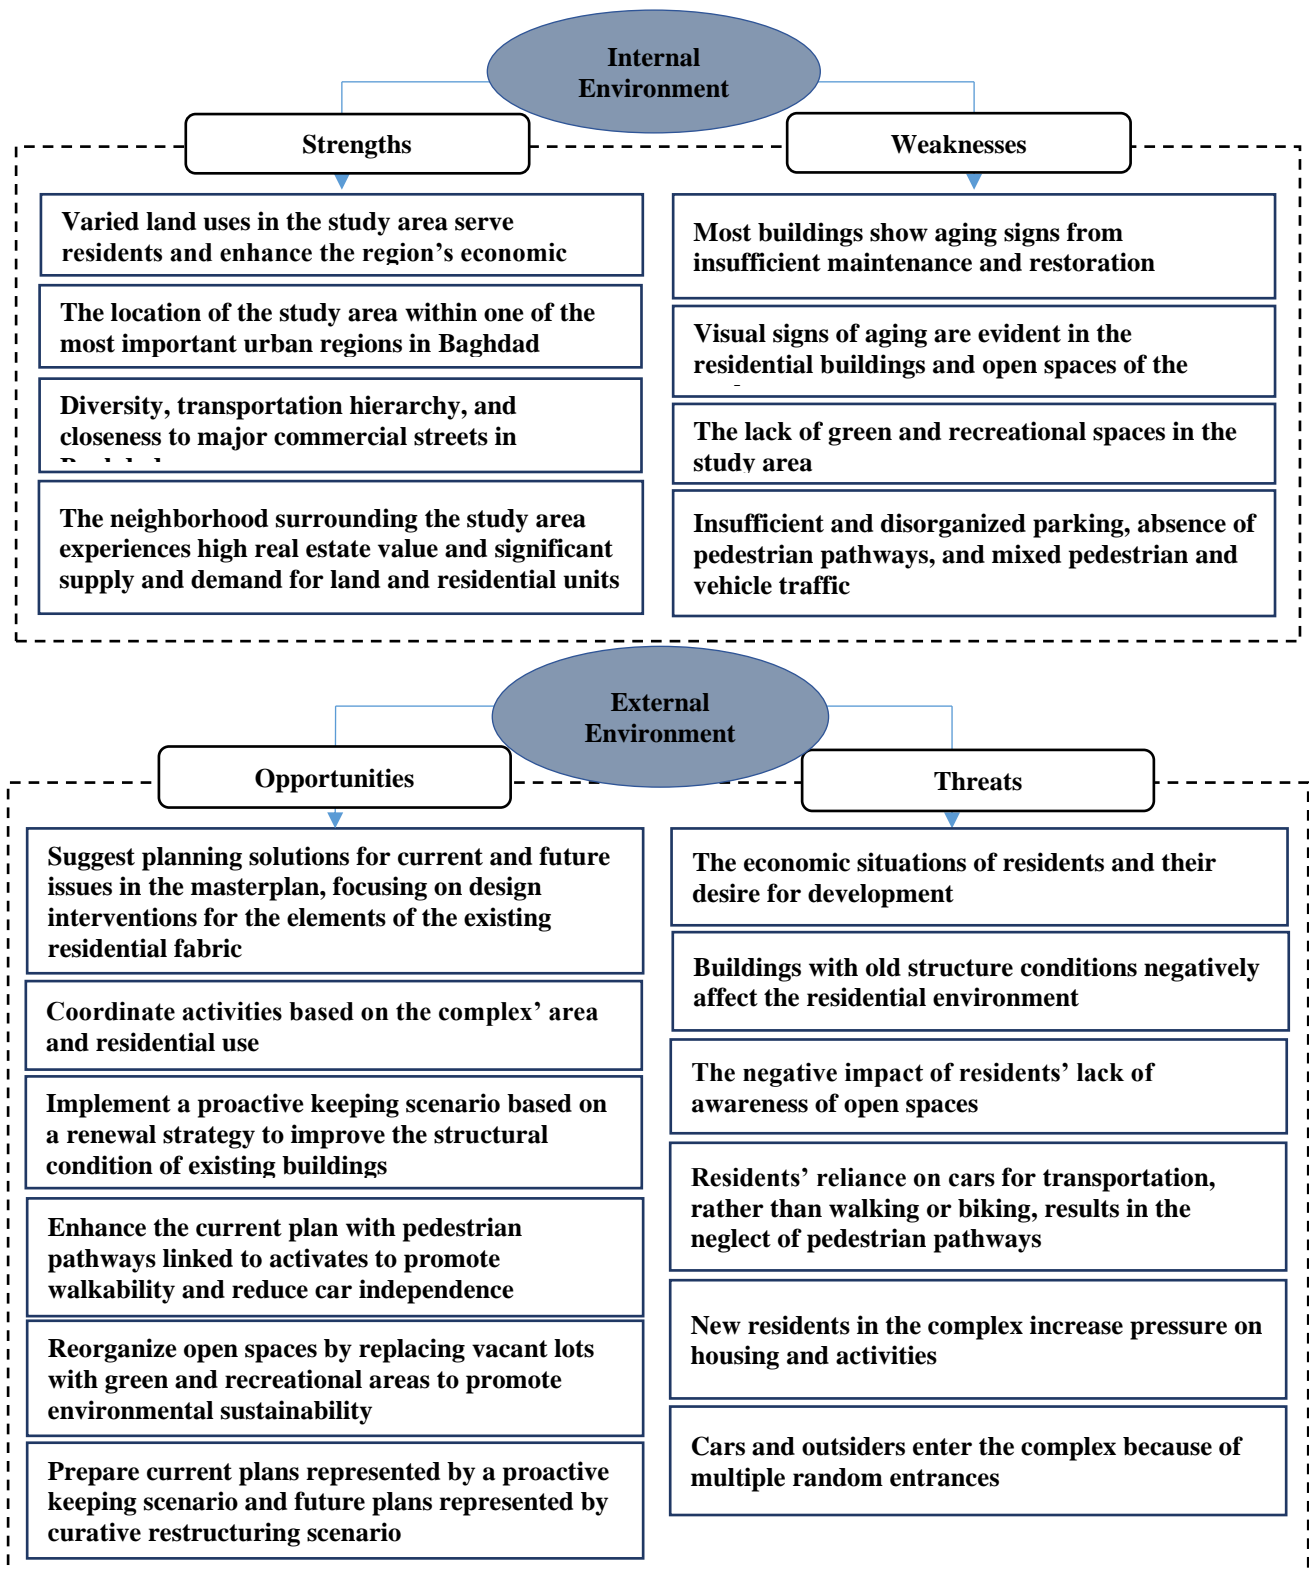 Internal
Environment
Strengths
Varied land uses in the study area serve
residents and enhance the region’s economic
The location of the study area within one of the
most important urban regions in Baghdad
Diversity, transportation hierarchy, and
closeness to major commercial streets in
The neighborhood surrounding the study area
experiences high real estate value and significant
supply and demand for land and residential units
Weaknesses
Most buildings show aging signs from
insufficient maintenance and restoration
Visual signs of aging are evident in the
residential buildings and open spaces of the
The lack of green and recreational spaces in the
study area
Insufficient and disorganized parking, absence of
pedestrian pathways, and mixed pedestrian and
vehicle traffic
External
Environment
Opportunities
Suggest planning solutions for current and future
issues in the masterplan, focusing on design
interventions for the elements of the existing
residential fabric
Coordinate activities based on the complex’ area
and residential use
Implement a proactive keeping scenario based on
a renewal strategy to improve the structural
condition of existing buildings
Enhance the current plan with pedestrian
pathways linked to activates to promote
walkability and reduce car independence
Reorganize open spaces by replacing vacant lots
with green and recreational areas to promote
environmental sustainability
Prepare current plans represented by a proactive
keeping scenario and future plans represented by
curative restructuring scenario
Threats
The economic situations of residents and their
desire for development
Buildings with old structure conditions negatively
affect the residential environment
The negative impact of residents’ lack of
awareness of open spaces
Residents’ reliance on cars for transportation,
rather than walking or biking, results in the
neglect of pedestrian pathways
New residents in the complex increase pressure on
housing and activities
Cars and outsiders enter the complex because of
multiple random entrances